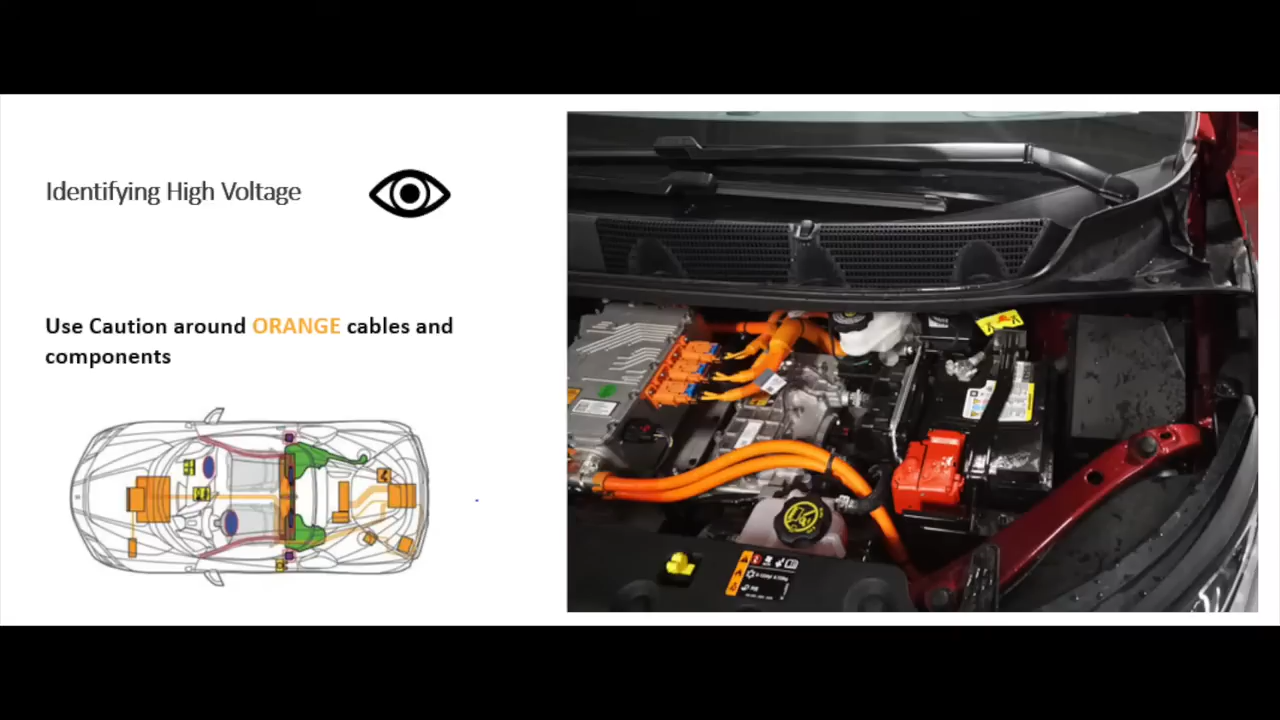 Identifying High Voltage
Use Caution around ORANGE cables and
components